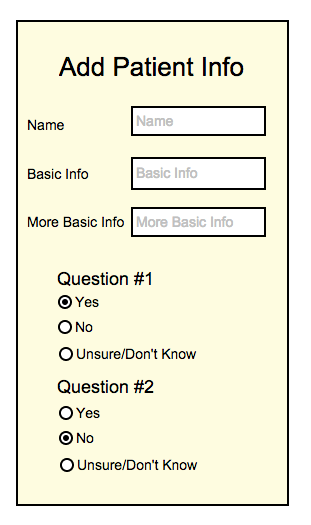 Add Patient Info
Name Name
Basic Info Basic Info
More Basic Info More Basic Info
Question #1
Yes
No
Unsure/Don't Know
Question #2
Yes
No
Unsure/Don't Know